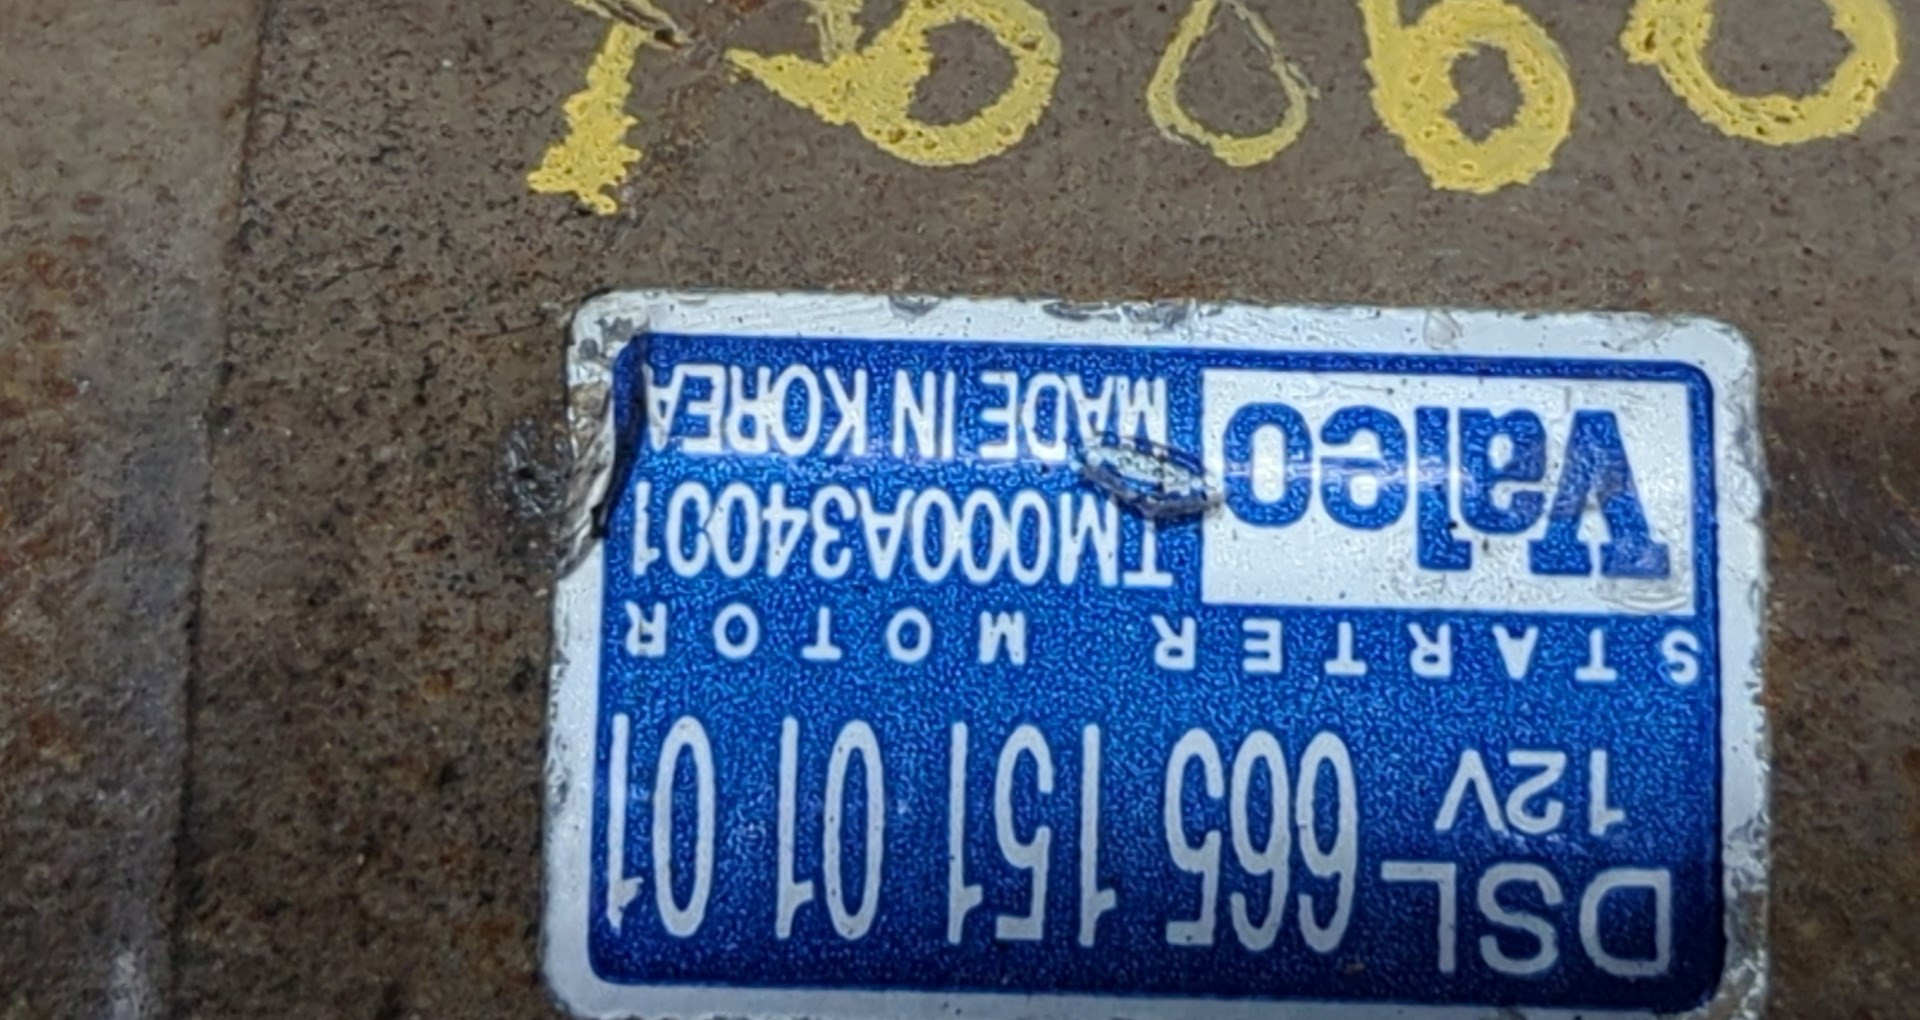 DSL 665 151 01 01
12V
STARTER MOTOR
Valeo TM000A34001
MADE IN KOREA